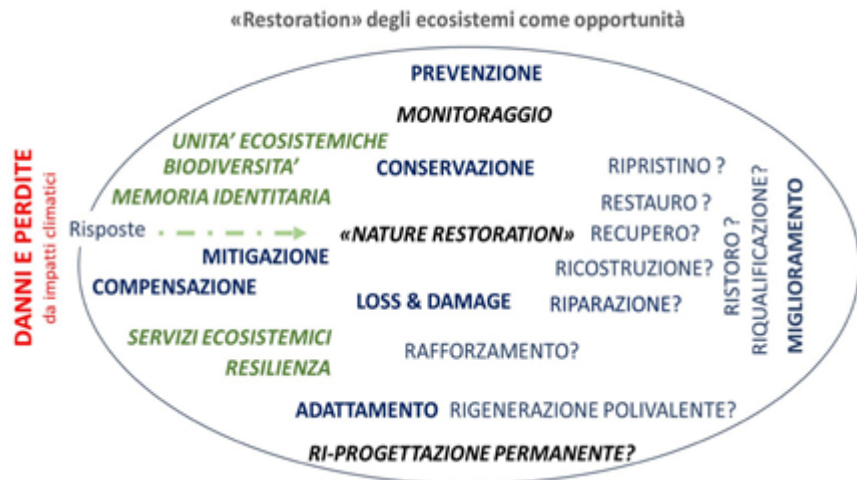 «Restoration» degli ecosistemi come opportunità
PREVENZIONE
MONITORAGGIO
UNITA’ ECOSISTEMICHE
BIODIVERSITA’
CONSERVAZIONE
RIPRISTINO ?
MEMORIA IDENTITARIA
RESTAURO ?
DANNI E PERDITE
da impatti climatici
Risposte
«NATURE RESTORATION»
RECUPERO?
MITIGAZIONE
RICOSTRUZIONE?
COMPENSAZIONE
LOSS & DAMAGE
RIPARAZIONE?
RISTORO ?
RIQUALIFICAZIONE?
MIGLIORAMENTO
SERVIZI ECOSISTEMICI
RESILIENZA
RAFFORZAMENTO?
ADATTAMENTO
RIGENERAZIONE POLIVALENTE?
RI-PROGETTAZIONE PERMANENTE?